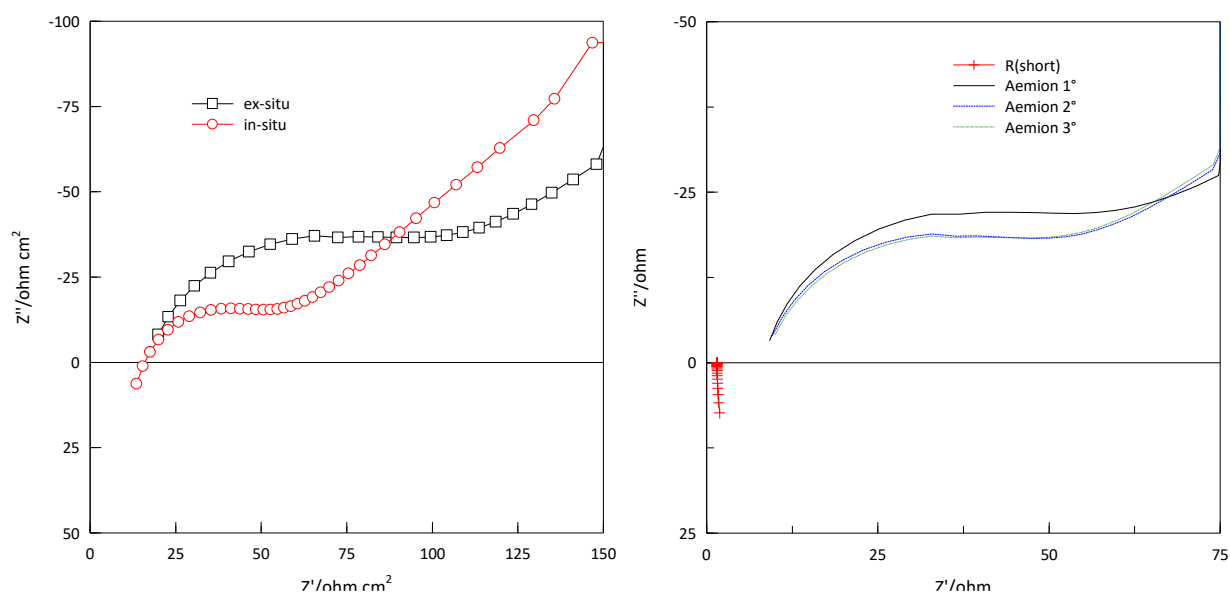 -100
-75
-50
-25
0
25
50
0
25
50
75
100
125
150
Z''/ohm cm2
Z'/ohm cm2
ex-situ
in-situ
-50
-25
0
25
0
25
50
75
Z''/ohm
Z'/ohm
R(short)
Aemion 1°
Aemion 2°
Aemion 3°